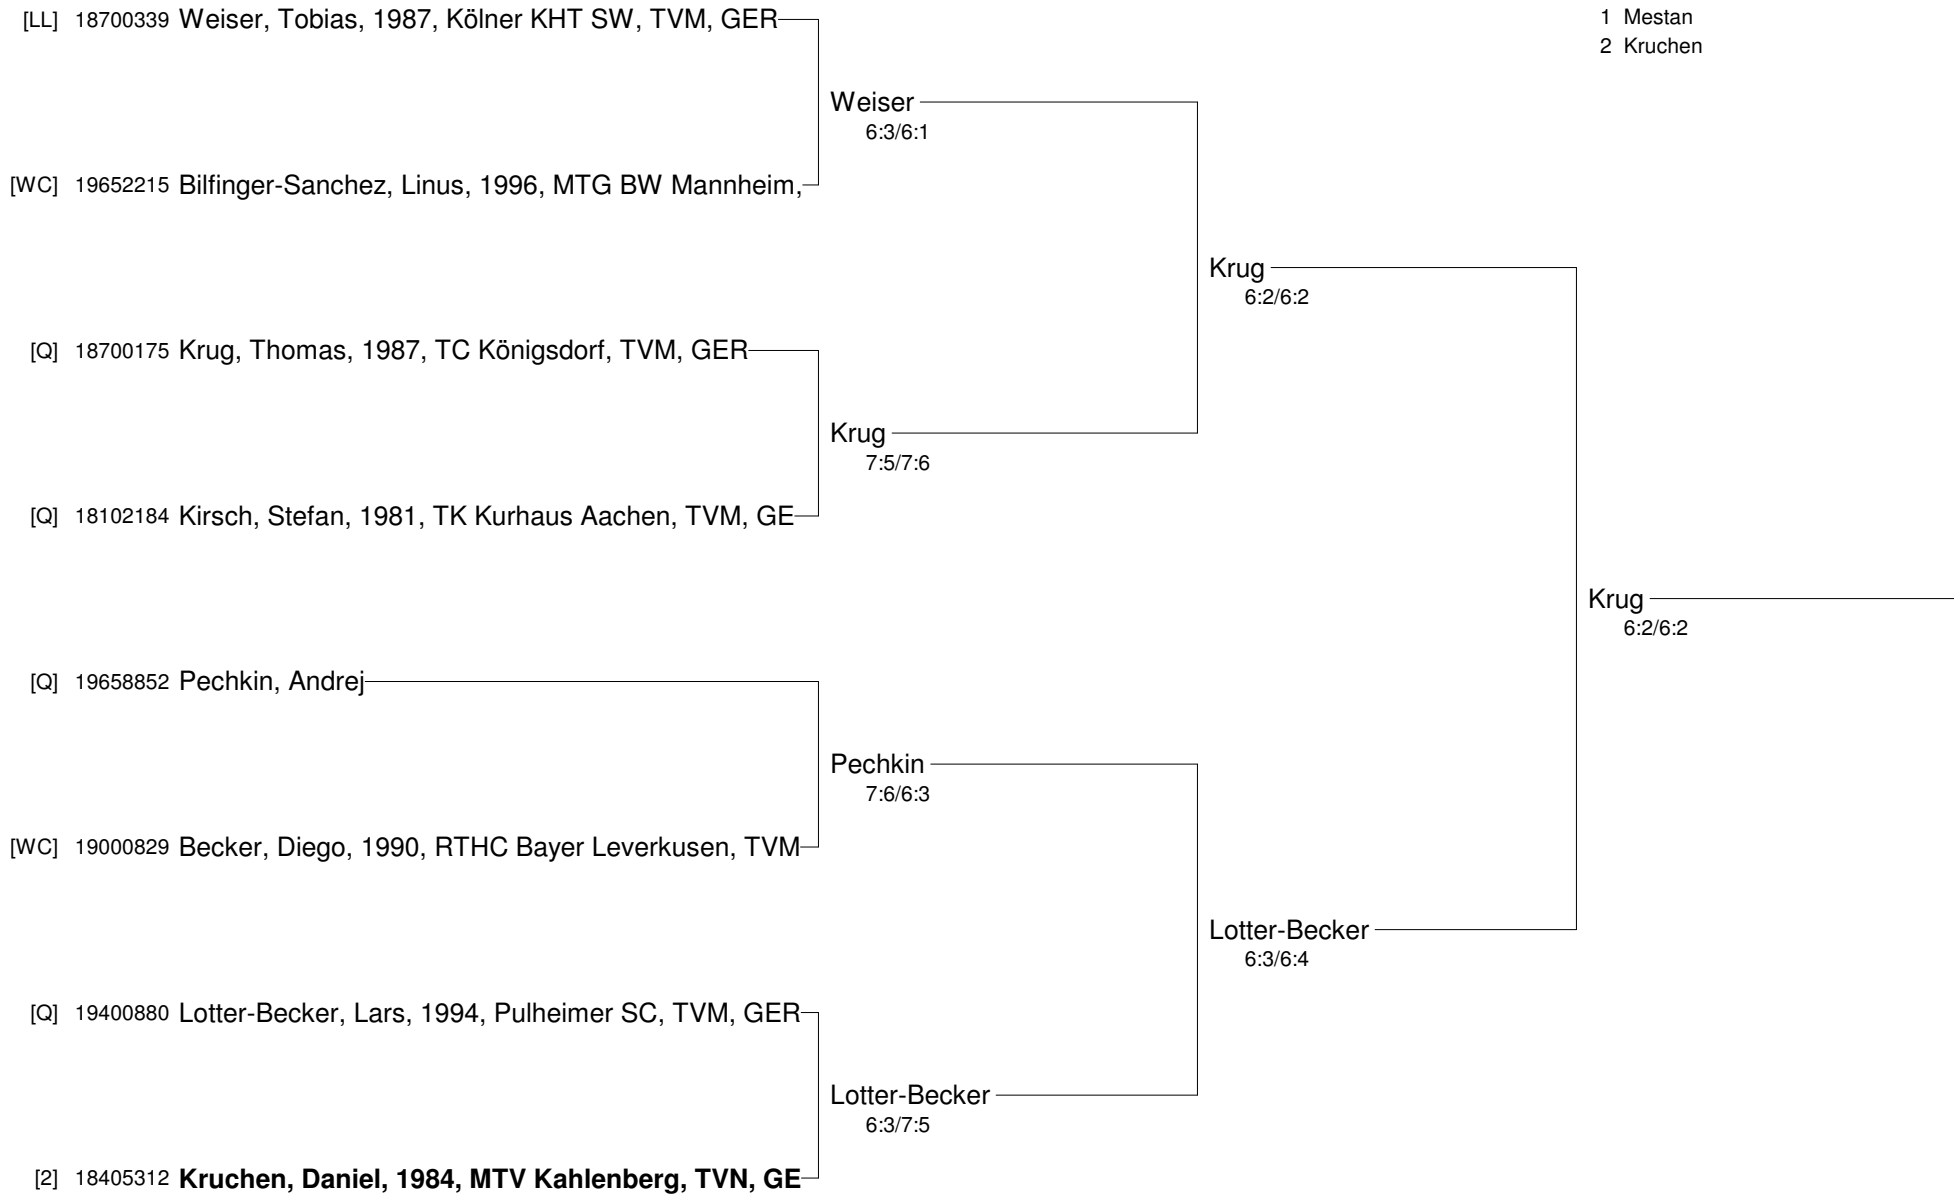 [LL] 18700339 Weiser, Tobias, 1987, Kölner KHT SW, TVM, GER
1 Mestan
2 Kruchen
Weiser
6:3/6:1
[WC] 19652215 Bilfinger-Sanchez, Linus, 1996, MTG BW Mannheim,
Krug
6:2/6:2
[Q] 18700175 Krug, Thomas, 1987, TC Königsdorf, TVM, GER
Krug
7:5/7:6
[Q] 18102184 Kirsch, Stefan, 1981, TK Kurhaus Aachen, TVM, GE
Krug
6:2/6:2
[Q] 19658852 Pechkin, Andrej
Pechkin
7:6/6:3
[WC] 19000829 Becker, Diego, 1990, RTHC Bayer Leverkusen, TVM
Lotter-Becker
6:3/6:4
[Q] 19400880 Lotter-Becker, Lars, 1994, Pulheimer SC, TVM, GER
Lotter-Becker
6:3/7:5
[2] 18405312 Kruchen, Daniel, 1984, MTV Kahlenberg, TVN, GE